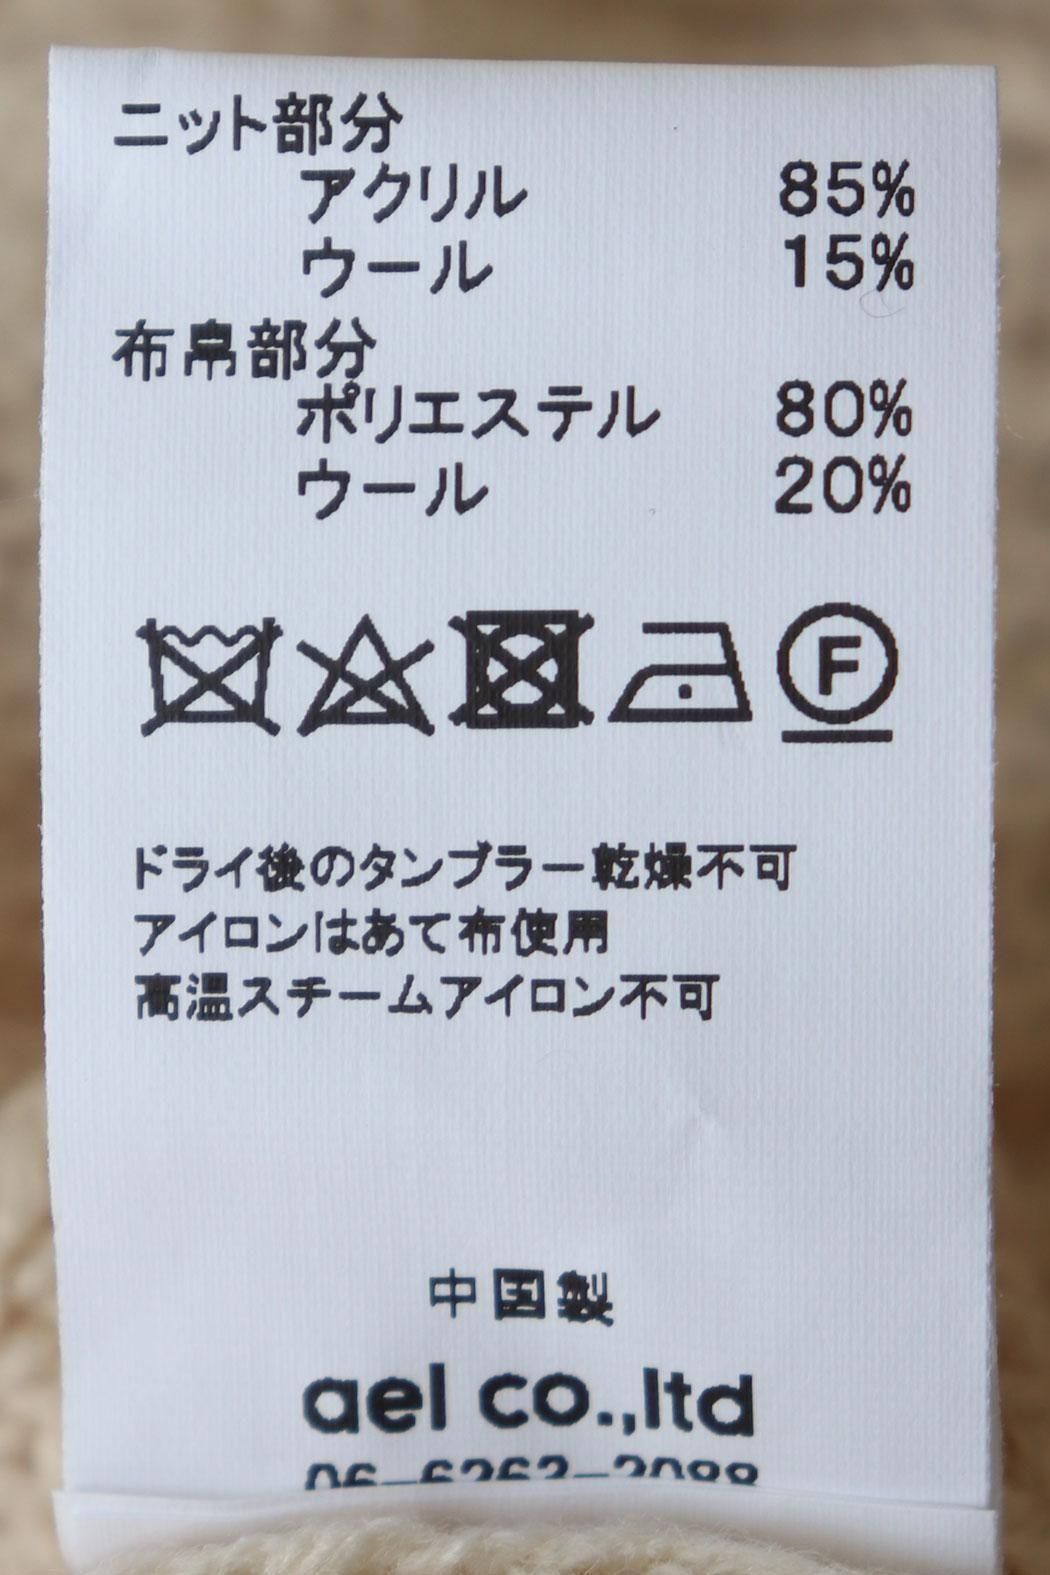 ニット部分
アクリル 85%
ウール 15%
布帛部分
ポリエステル 80%
ウール 20%
F
ドライ後のタンブラー乾燥不可
アイロンはあて布使用
高温スチームアイロン不可
中国製
ael co.,ltd